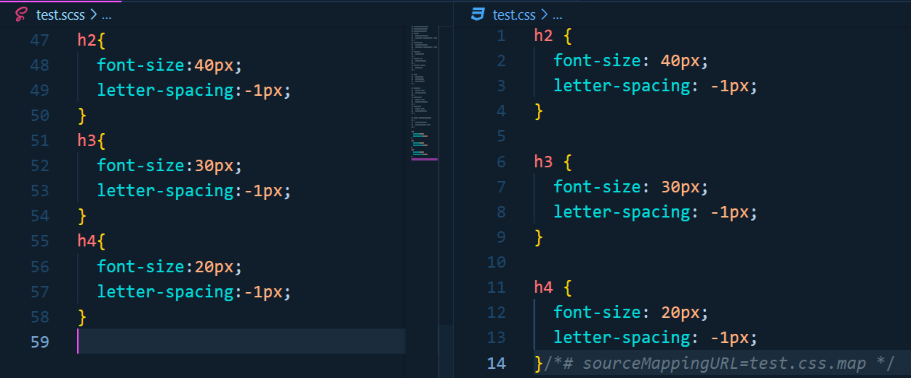 test.scss > ...
47 h2{
48 font-size:40px;
49 letter-spacing:-1px;
50 }
51 h3{
52 font-size:30px;
53 letter-spacing:-1px;
54 }
55 h4{
56 font-size:20px;
57 letter-spacing:-1px;
58 }
59
test.css > ...
1 h2 {
2 font-size: 40px;
3 letter-spacing: -1px;
4 }
5
6 h3 {
7 font-size: 30px;
8 letter-spacing: -1px;
9 }
10
11 h4 {
12 font-size: 20px;
13 letter-spacing: -1px;
14 }/*# sourceMappingURL=test.css.map */